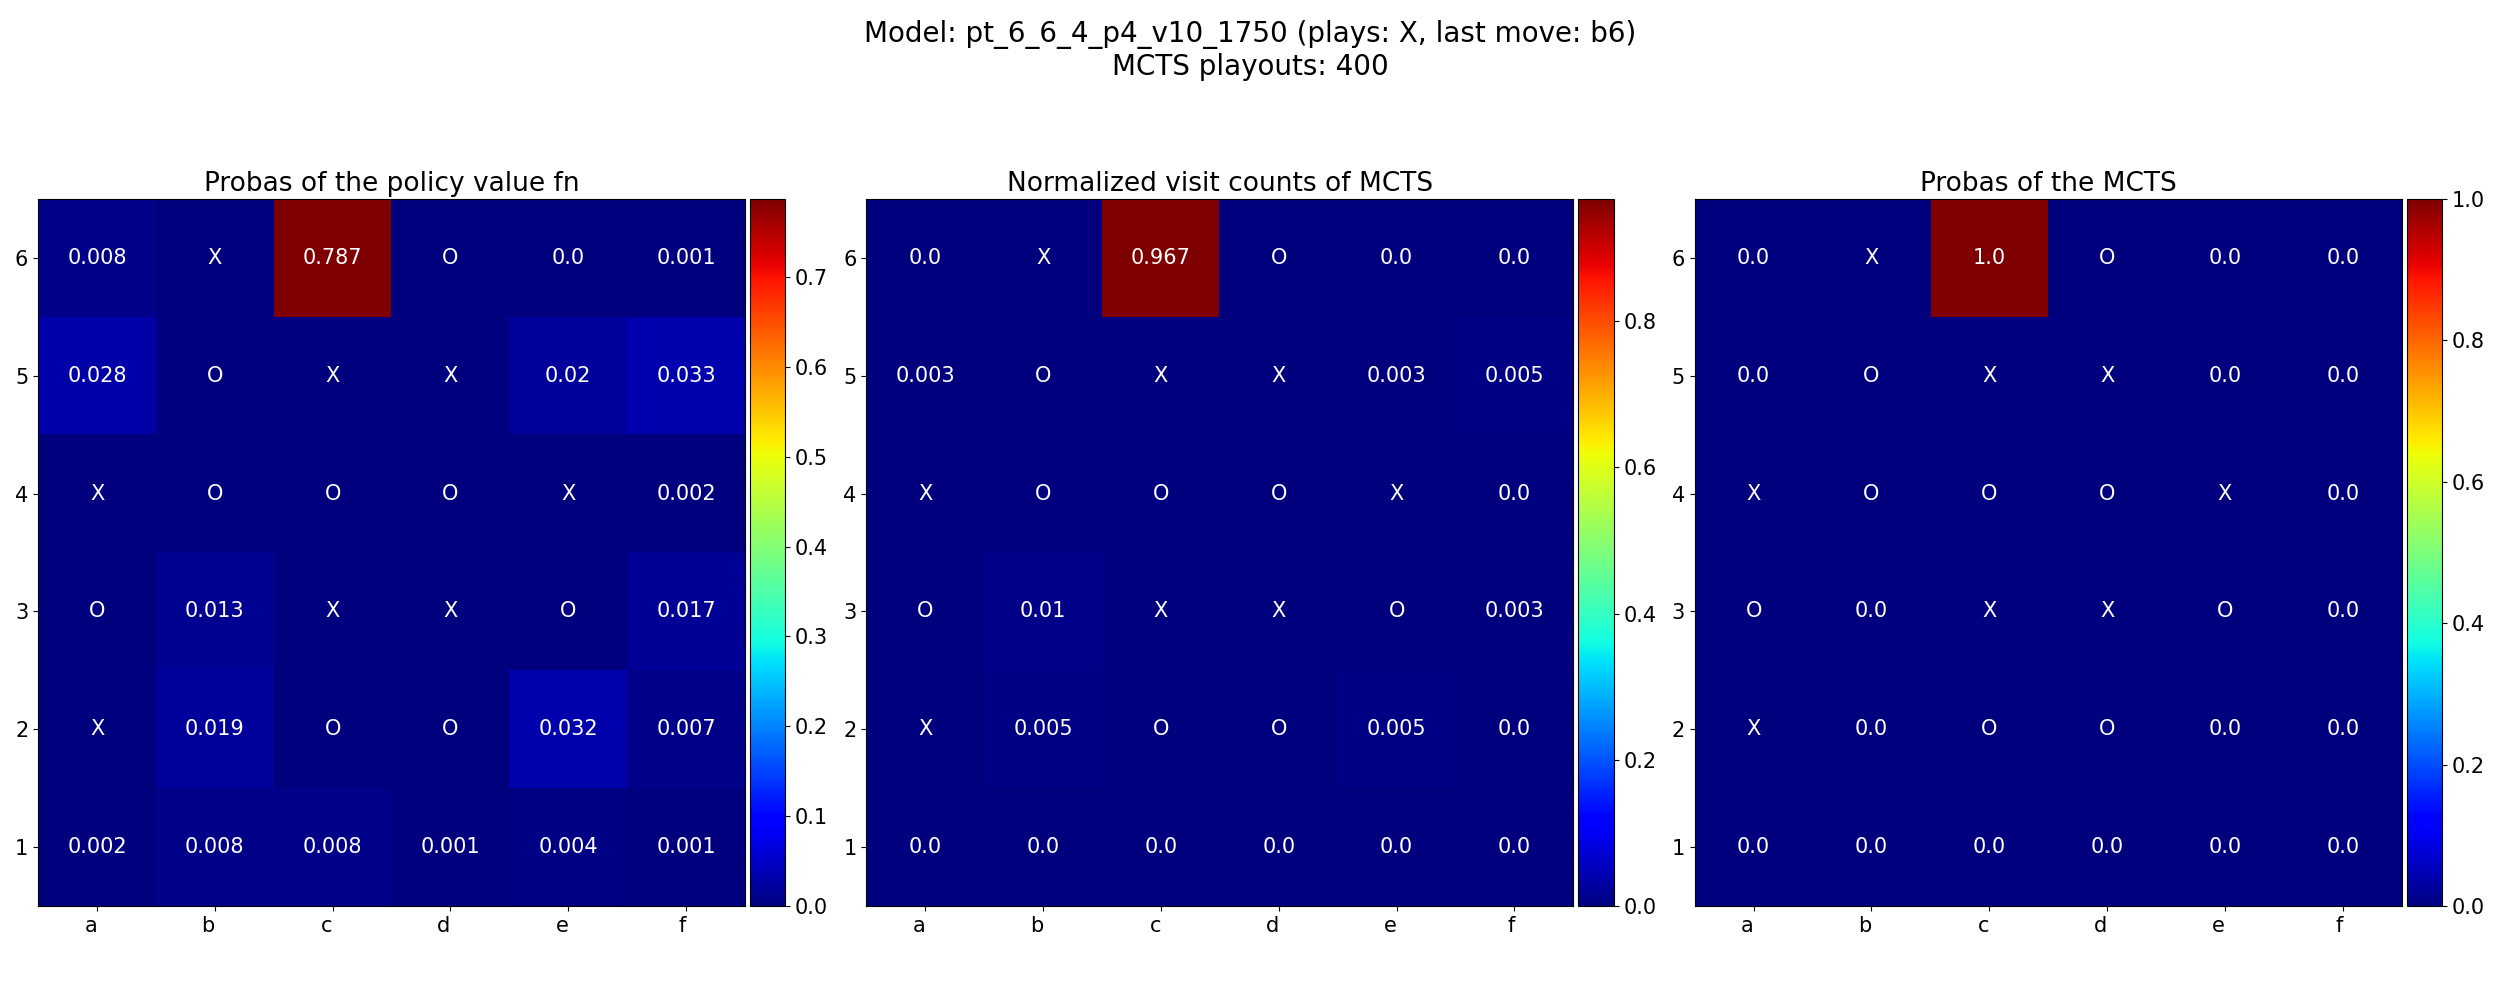 Model: pt_6_6_4_p4_v10_1750 (plays: X, last move: b6)
MCTS playouts: 400
Probas of the policy value fn
6 0.008 X 0.787 O 0.0 0.001
5 0.028 O X X 0.02 0.033
4 X O O O X 0.002
3 O 0.013 X X O 0.017
2 X 0.019 O O 0.032 0.007
1 0.002 0.008 0.008 0.001 0.004 0.001
a b c d e f
0.7
0.6
0.5
0.4
0.3
0.2
0.1
0.0
Normalized visit counts of MCTS
6 0.0 X 0.967 O 0.0 0.0
5 0.003 O X X 0.003 0.005
4 X O O O X 0.0
3 O 0.01 X X O 0.003
2 X 0.005 O O 0.005 0.0
1 0.0 0.0 0.0 0.0 0.0 0.0
a b c d e f
0.8
0.6
0.4
0.2
0.0
Probas of the MCTS
6 0.0 X 1.0 O 0.0 0.0
5 0.0 O X X 0.0 0.0
4 X O O O X 0.0
3 O 0.0 X X O 0.0
2 X 0.0 O O 0.0 0.0
1 0.0 0.0 0.0 0.0 0.0 0.0
a b c d e f
1.0
0.8
0.6
0.4
0.2
0.0